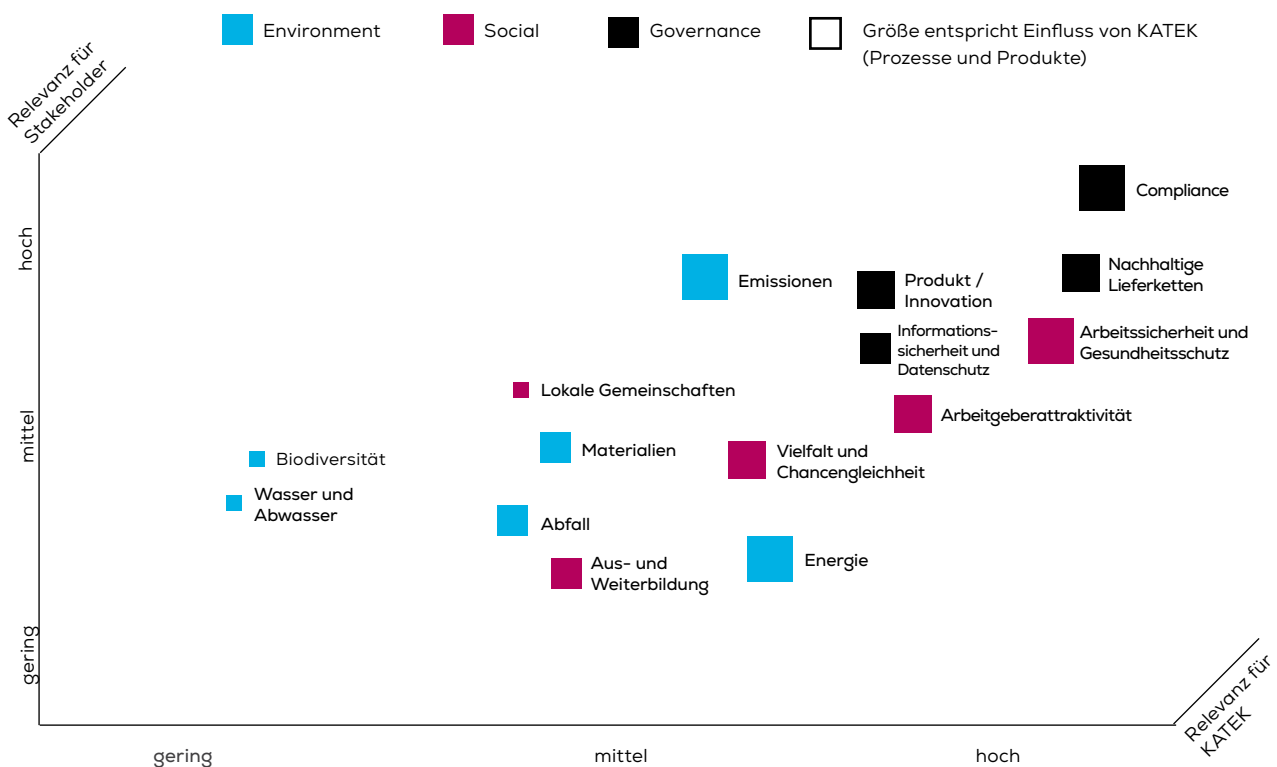 Environment
Social
Governance
Größe entspricht Einfluss von KATEK
(Prozesse und Produkte)
Relevanz für
Stakeholder
hoch
mittel
gering
Compliance
Nachhaltige
Lieferketten
Emissionen
Produkt /
Innovation
Informations-
sicherheit und
Datenschutz
Arbeitssicherheit und
Gesundheitsschutz
Lokale Gemeinschaften
Arbeitgeberattraktivität
Materialien
Vielfalt und
Chancengleichheit
Biodiversität
Wasser und
Abwasser
Abfall
Aus- und
Weiterbildung
Energie
gering
mittel
hoch
Relevanz für
KATEK